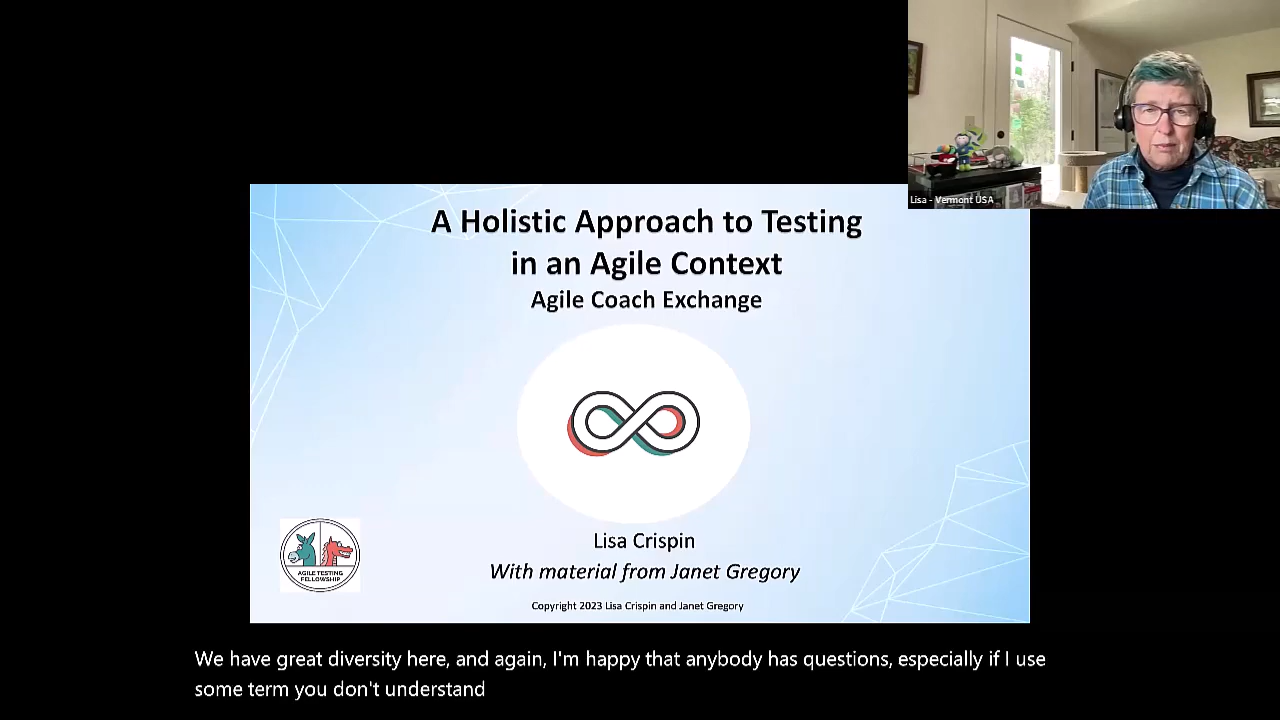 Lisa - Vermont USA
A Holistic Approach to Testing
in an Agile Context
Agile Coach Exchange
Lisa Crispin
With material from Janet Gregory
AGILE TESTING
FELLOWSHIP
Copyright 2023 Lisa Crispin and Janet Gregory
We have great diversity here, and again, I'm happy that anybody has questions, especially if I use
some term you don't understand